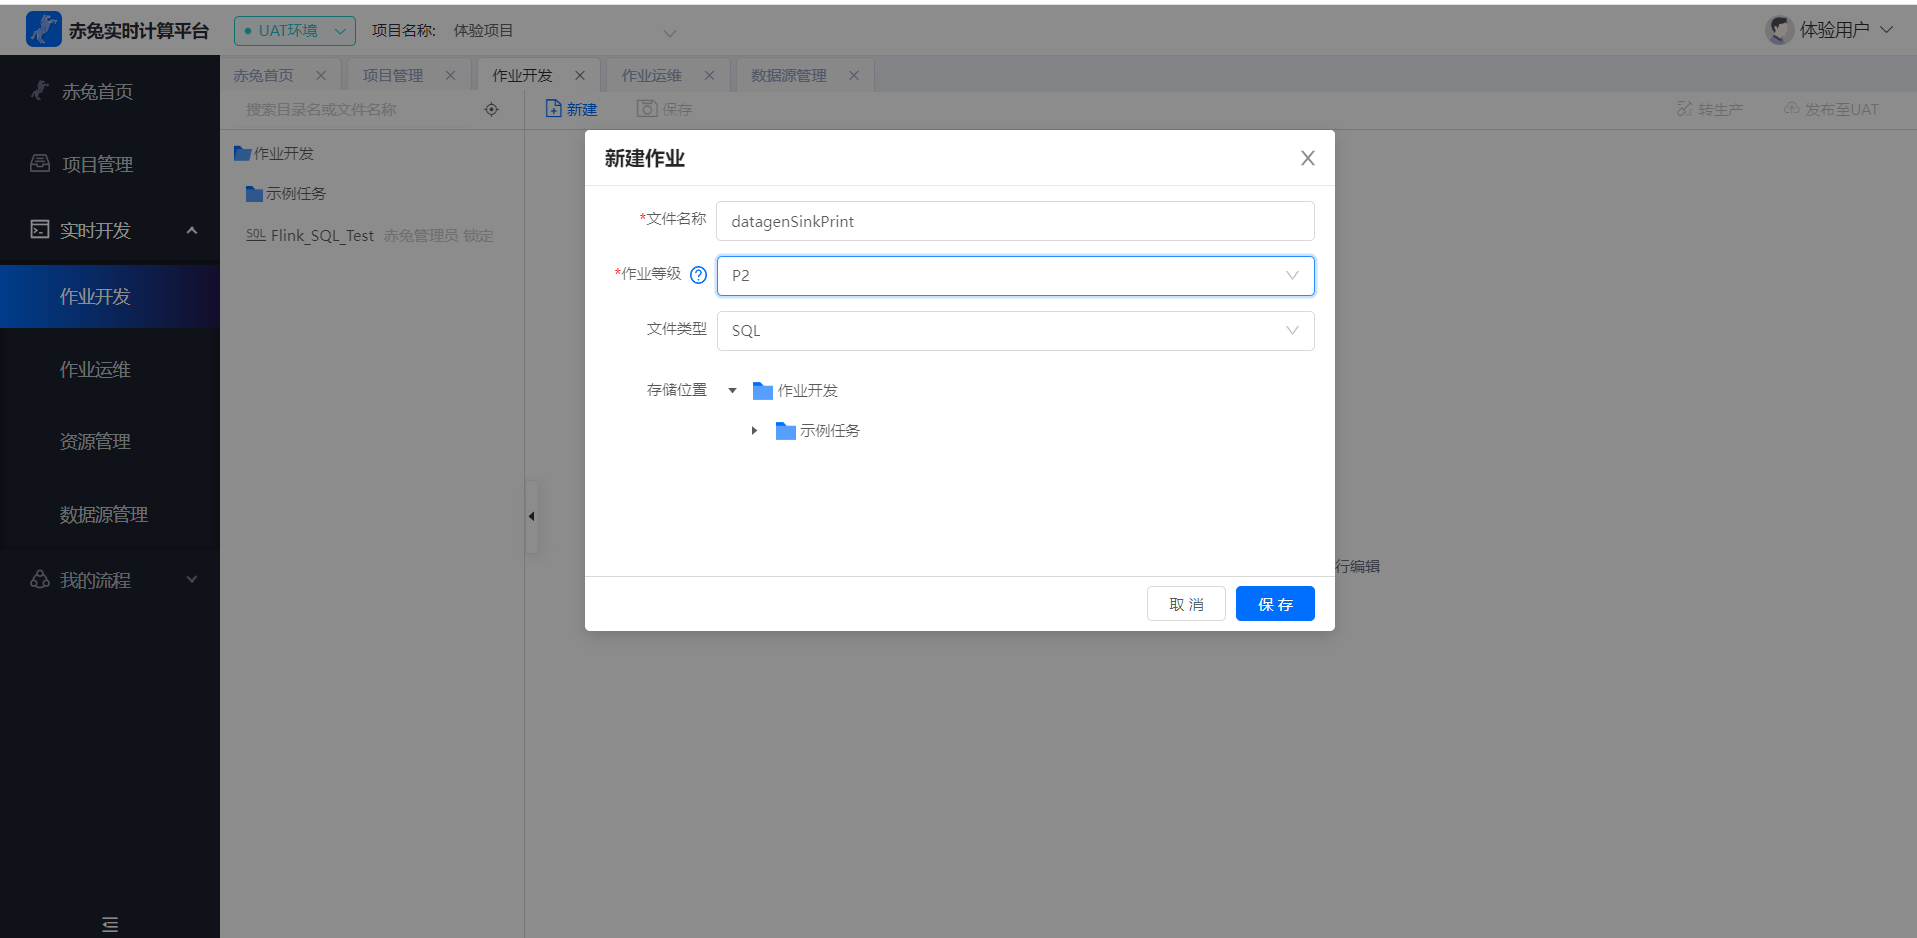 赤兔实时计算平台 UAT环境 项目名称: 体验项目 体验用户
赤兔首页 项目管理 作业开发 作业运维 数据源管理
搜索目录名或文件名称 新建 保存 转生产 发布至UAT
赤兔首页
项目管理
实时开发
作业开发
作业运维
资源管理
数据源管理
我的流程
作业开发
示例任务
SQL Flink_SQL_Test 赤兔管理员 锁定
新建作业
*文件名称 datagenSinkPrint
*作业等级 ? P2
文件类型 SQL
存储位置 作业开发
示例任务
行编辑
取 消 保 存